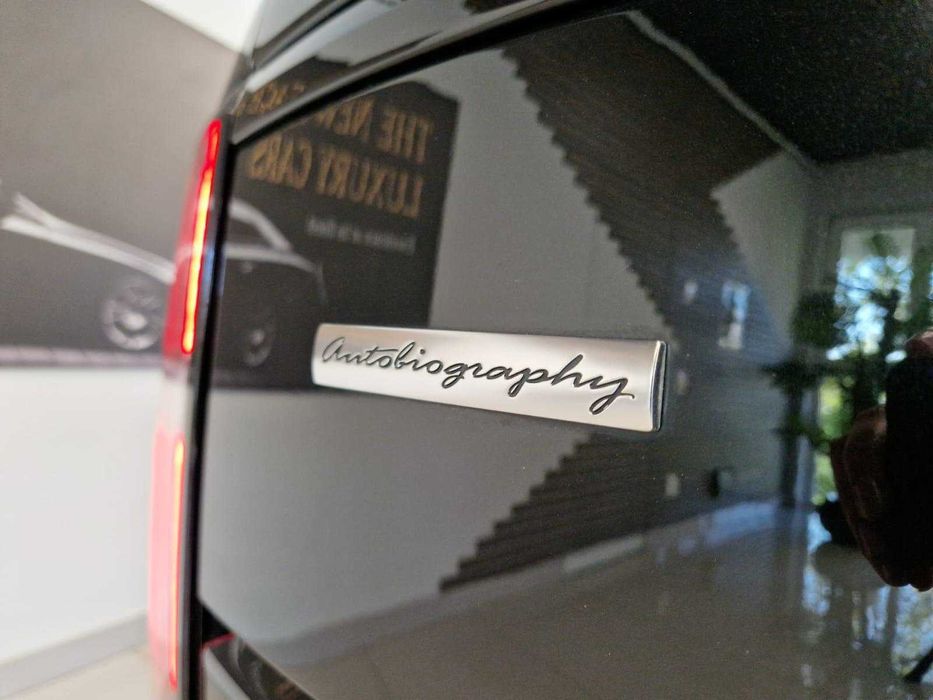 THE NEW
LUXURY CARS
Autobiography